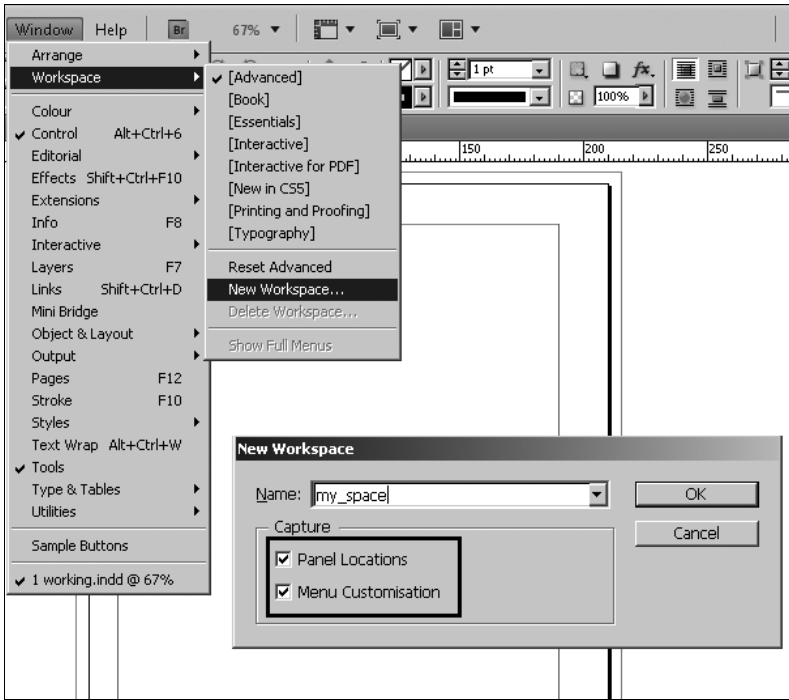 Window Help Br 67%
1 pt
100%
150 200 250
Arrange
Workspace
Colour
Control Alt+Ctrl+6
Editorial
Effects Shift+Ctrl+F10
Extensions
Info F8
Interactive
Layers F7
Links Shift+Ctrl+D
Mini Bridge
Object & Layout
Output
Pages F12
Stroke F10
Styles
Text Wrap Alt+Ctrl+W
Tools
Type & Tables
Utilities
Sample Buttons
1 working.indd @ 67%
[Advanced]
[Book]
[Essentials]
[Interactive]
[Interactive for PDF]
[New in CS5]
[Printing and Proofing]
[Typography]
Reset Advanced
New Workspace...
Delete Workspace...
Show Full Menus
New Workspace
Name: my_space
OK
Cancel
Capture
Panel Locations
Menu Customisation